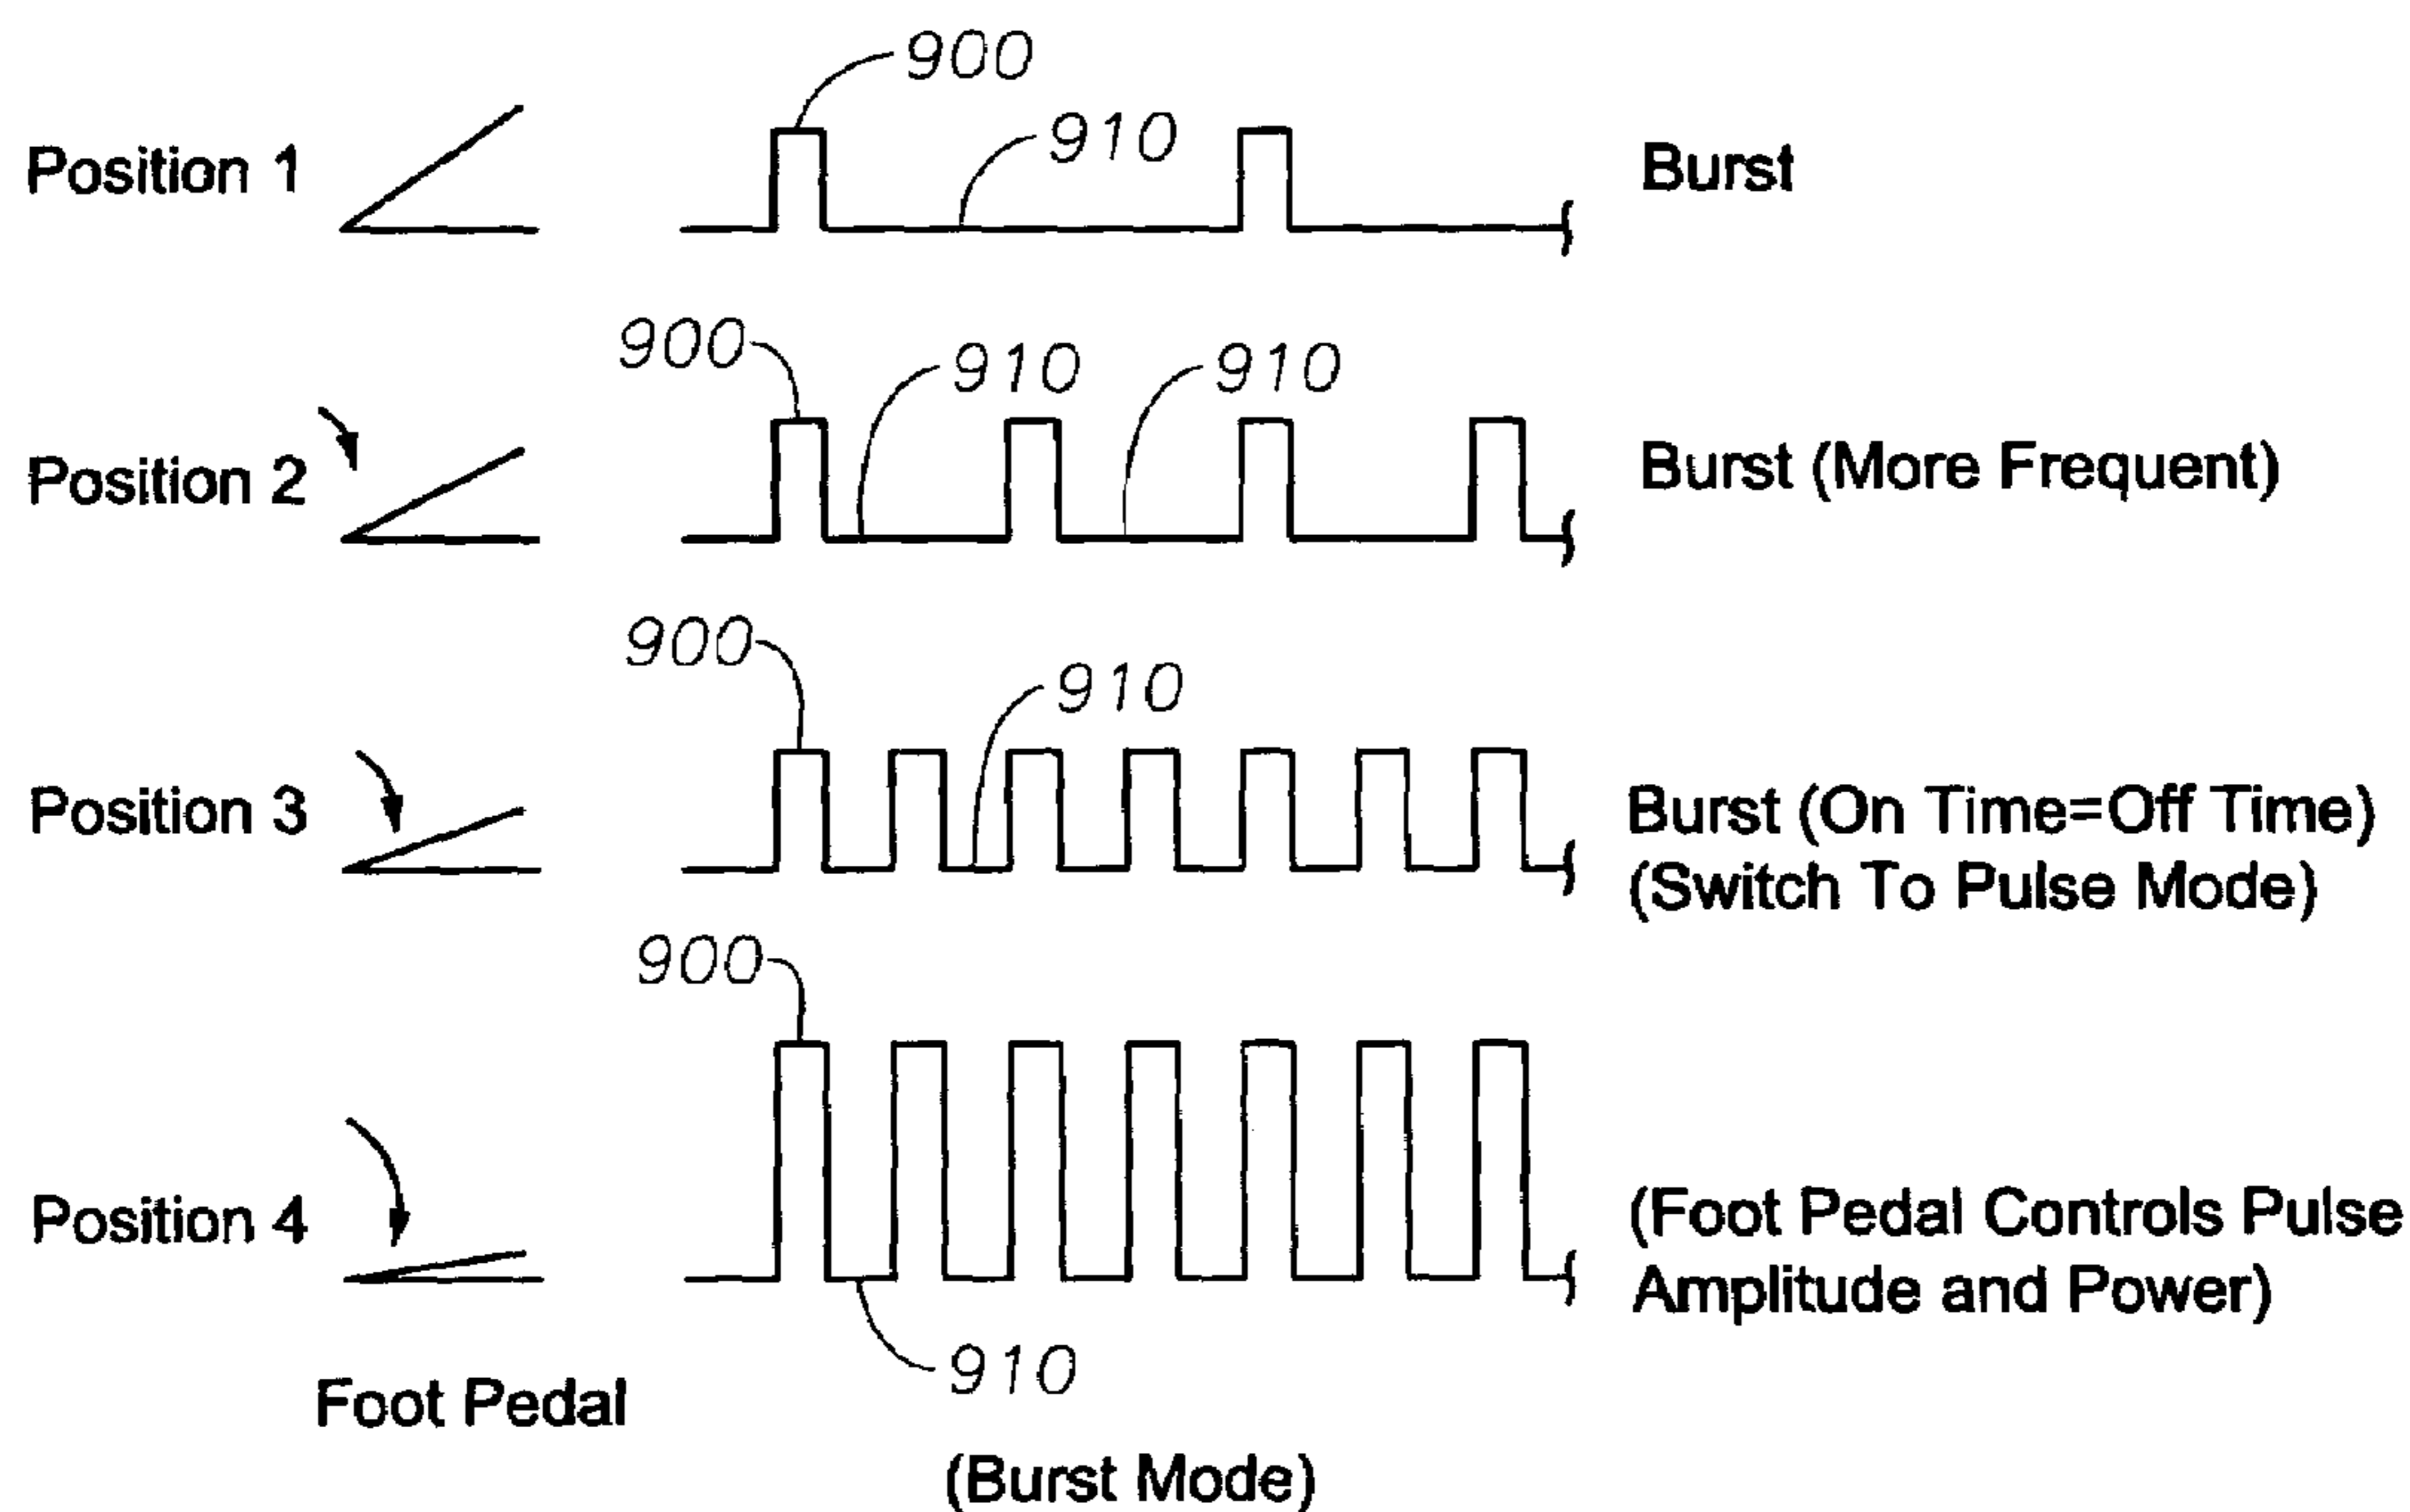 900
910
Position 1
Burst
900
910
910
Position 2
Burst (More Frequent)
900
910
Position 3
Burst (On Time=Off Time)
(Switch To Pulse Mode)
900
Position 4
(Foot Pedal Controls Pulse
Amplitude and Power)
910
Foot Pedal
(Burst Mode)